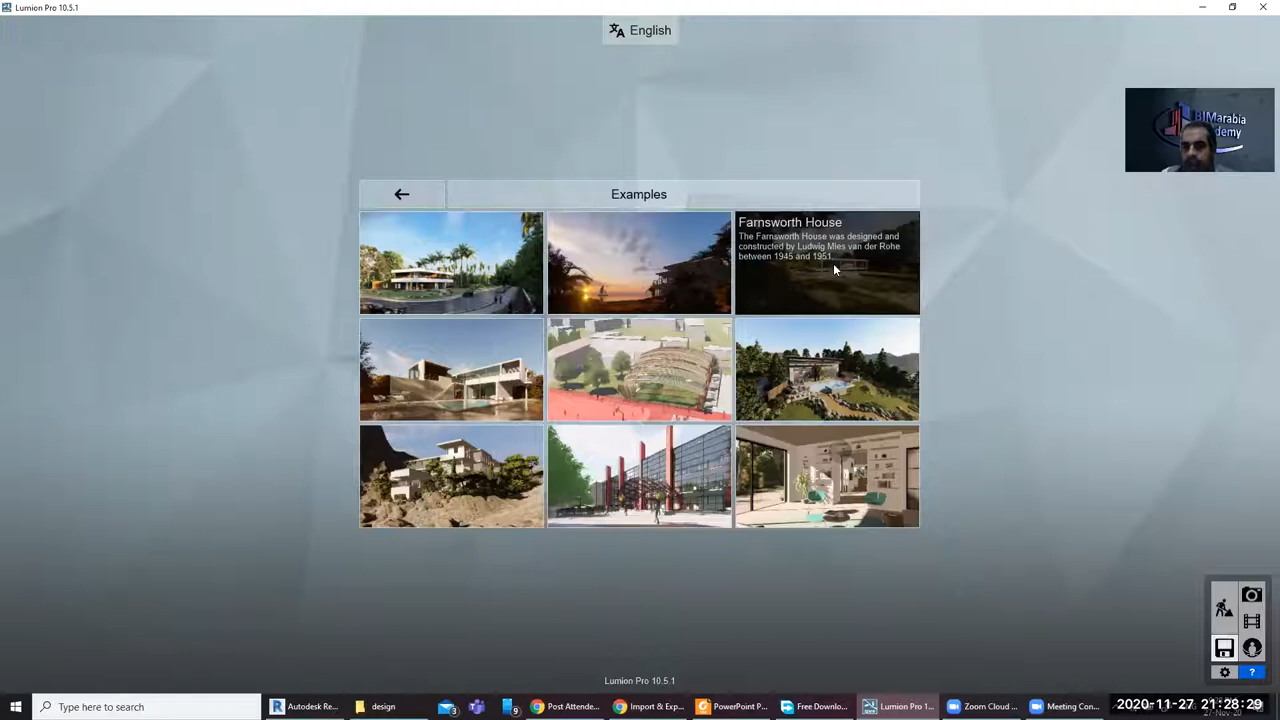 Lumion Pro 10.5.1
English
BIMarabia
Academy
Examples
Farnsworth House
The Farnsworth House was designed and
constructed by Ludwig Mies van der Rohe
between 1945 and 1951.
Lumion Pro 10.5.1
Type here to search
Autodesk Re...
design
3
9
Post Attende...
Import & Exp...
PowerPoint P...
Free Downlo...
Lumion Pro 1...
Zoom Cloud ...
Meeting Con...
2020-11-27 21:28:29